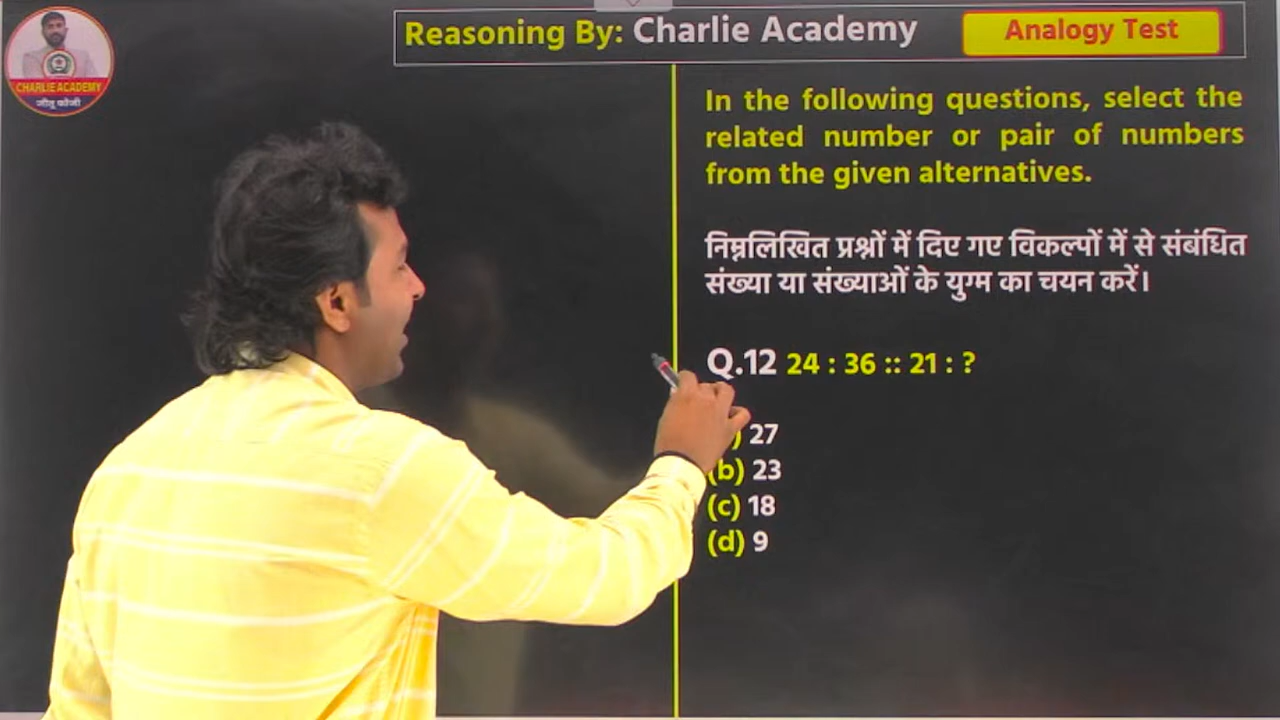 CHARLIE ACADEMY
जीतू फौजी
Reasoning By: Charlie Academy
Analogy Test
In the following questions, select the
related number or pair of numbers
from the given alternatives.
निम्नलिखित प्रश्नों में दिए गए विकल्पों में से संबंधित
संख्या या संख्याओं के युग्म का चयन करें।
Q.12 24 : 36 :: 21 : ?
) 27
(b) 23
(c) 18
(d) 9